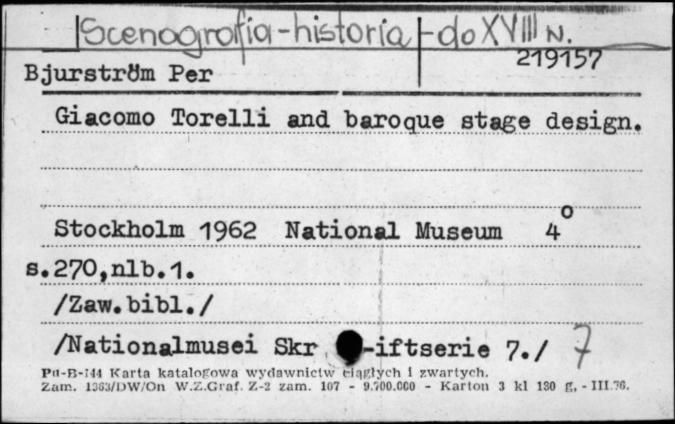 Scenografia-historia-do XVIII N.
219157
Bjurström Per
Giacomo Torelli and baroque stage design.
Stockholm 1962 National Museum 4°
s.270,nlb.1.
/Zaw.bibl./
/Nationalmusei Skr -iftserie 7./ 7
Pu-B-144 Karta katalogowa wydawnictw ciągłych i zwartych.
Zam. 1363/DW/On W.Z.Graf. Z-2 zam. 107 - 9.700.000 - Karton 3 kl 180 g, - III.76.